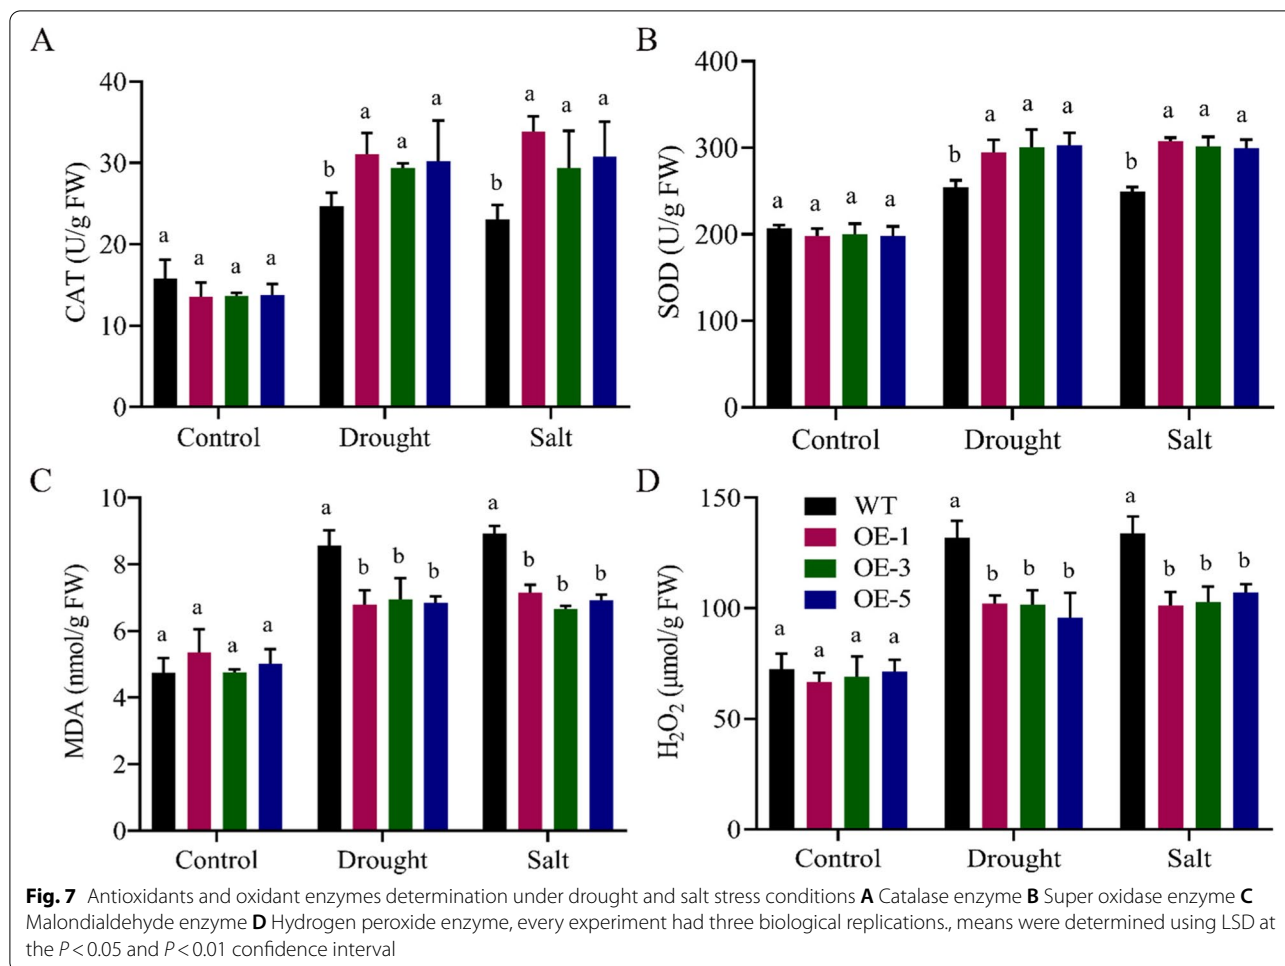 A
CAT (U/g FW)
40
30
20
10
0
a
a
a
a
b
a
a
a
b
a
a
a
Control
Drought
Salt
B
SOD (U/g FW)
400
300
200
100
0
a
a
a
a
b
a
a
a
b
a
a
a
Control
Drought
Salt
C
MDA (nmol/g FW)
10
8
6
4
2
0
a
a
a
a
a
b
b
b
a
b
b
b
Control
Drought
Salt
D
H₂O₂ (μmol/g FW)
150
100
50
0
WT
OE-1
OE-3
OE-5
a
a
a
a
a
b
b
b
a
b
b
b
Control
Drought
Salt
Fig. 7 Antioxidants and oxidant enzymes determination under drought and salt stress conditions A Catalase enzyme B Super oxidase enzyme C
Malondialdehyde enzyme D Hydrogen peroxide enzyme, every experiment had three biological replications., means were determined using LSD at
the P < 0.05 and P < 0.01 confidence interval